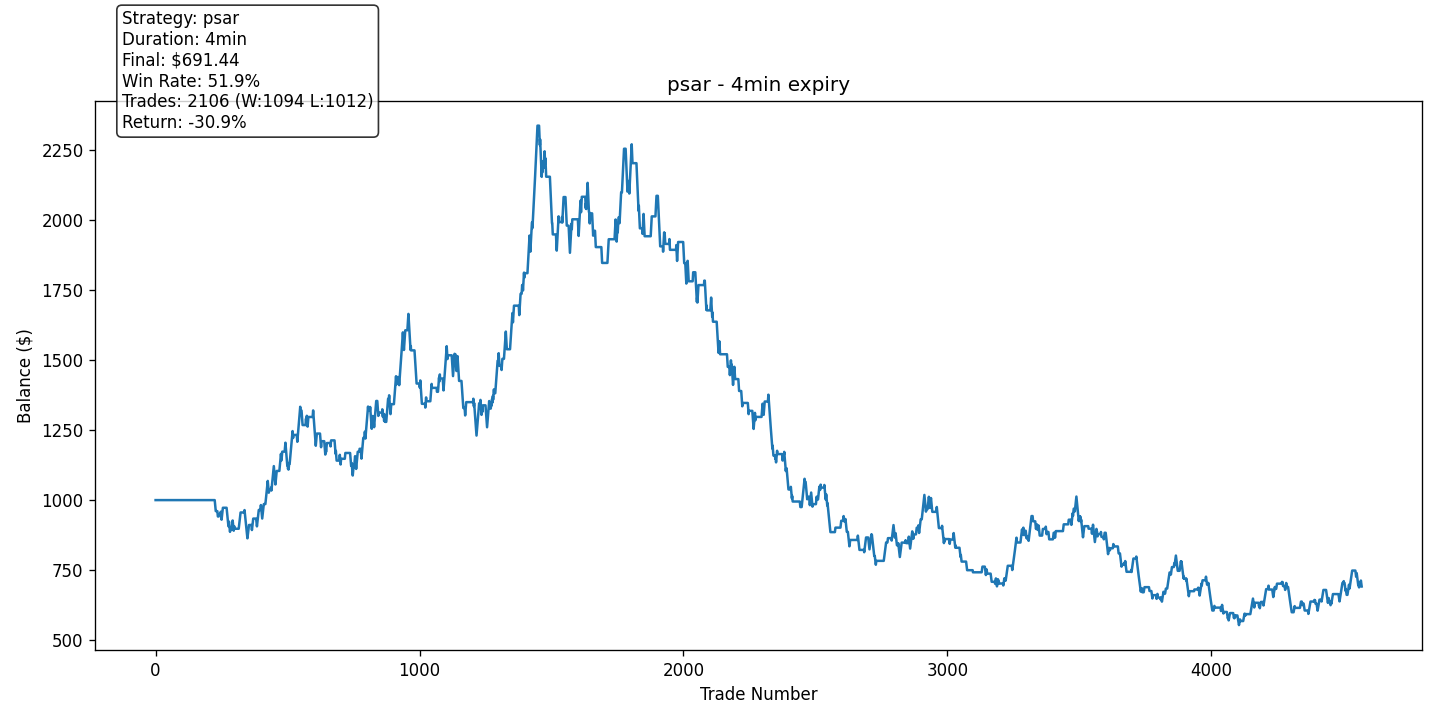 Strategy: psar
Duration: 4min
Final: $691.44
Win Rate: 51.9%
Trades: 2106 (W:1094 L:1012)
Return: -30.9%
psar - 4min expiry
Balance ($)
2250
2000
1750
1500
1250
1000
750
500
0 1000 2000 3000 4000
Trade Number